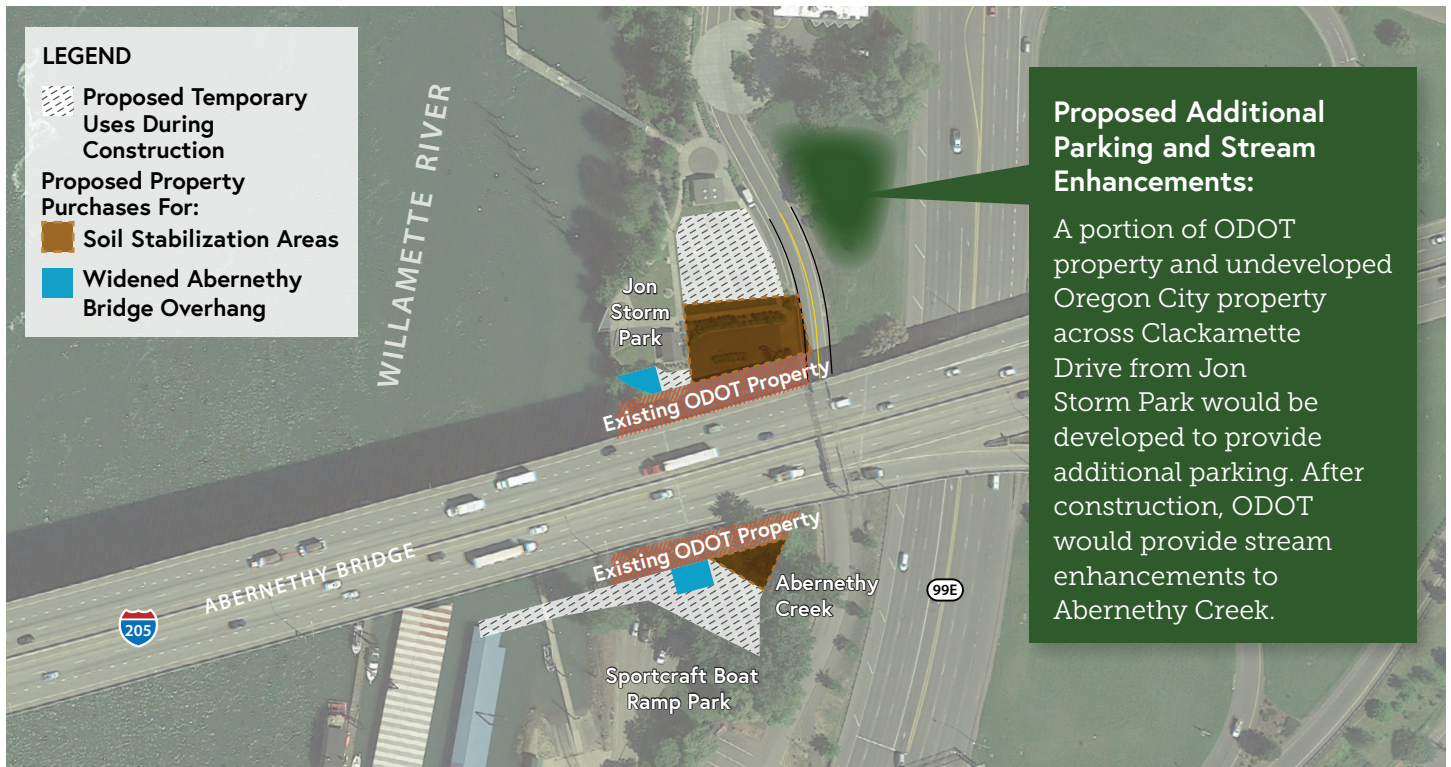 LEGEND
Proposed Temporary
Uses During
Construction
Proposed Property
Purchases For:
Soil Stabilization Areas
Widened Abernethy
Bridge Overhang
WILLAMETTE RIVER
Jon
Storm
Park
Existing ODOT Property
Existing ODOT Property
ABERNETHY BRIDGE
205
Abernethy
Creek
99E
Sportcraft Boat
Ramp Park
Proposed Additional
Parking and Stream
Enhancements:
A portion of ODOT
property and undeveloped
Oregon City property
across Clackamette
Drive from Jon
Storm Park would be
developed to provide
additional parking. After
construction, ODOT
would provide stream
enhancements to
Abernethy Creek.